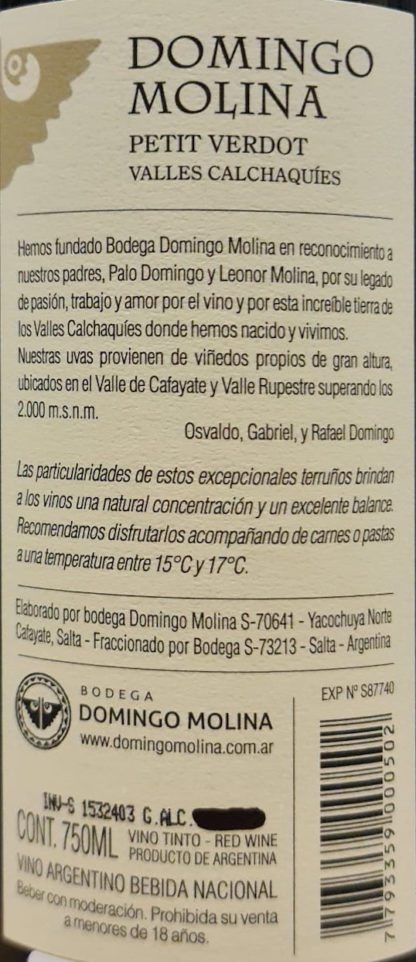 DOMINGO
MOLINA
PETIT VERDOT
VALLES CALCHAQUÍES
Hemos fundado Bodega Domingo Molina en reconocimiento a
nuestros padres, Palo Domingo y Leonor Molina, por su legado
de pasión, trabajo y amor por el vino y por esta increíble tierra de
los Valles Calchaquíes donde hemos nacido y vivimos.
Nuestras uvas provienen de viñedos propios de gran altura,
ubicados en el Valle de Cafayate y Valle Rupestre superando los
2.000 m.s.n.m.
Osvaldo, Gabriel, y Rafael Domingo
Las particularidades de estos excepcionales terruños brindan
a los vinos una natural concentración y un excelente balance.
Recomendamos disfrutarlos acompañando de carnes o pastas
a una temperatura entre 15°C y 17°C.
Elaborado por bodega Domingo Molina S-70641 - Yacochuya Norte
Cafayate, Salta - Fraccionado por Bodega S-73213 - Salta - Argentina
BODEGA
DOMINGO MOLINA
www.domingomolina.com.ar
EXP Nº S87740
INV-S 1532403 G.ALC.
CONT. 750ML
VINO TINTO - RED WINE
PRODUCTO DE ARGENTINA
VINO ARGENTINO BEBIDA NACIONAL
Beber con moderación. Prohibida su venta
a menores de 18 años.
7 793359 000502